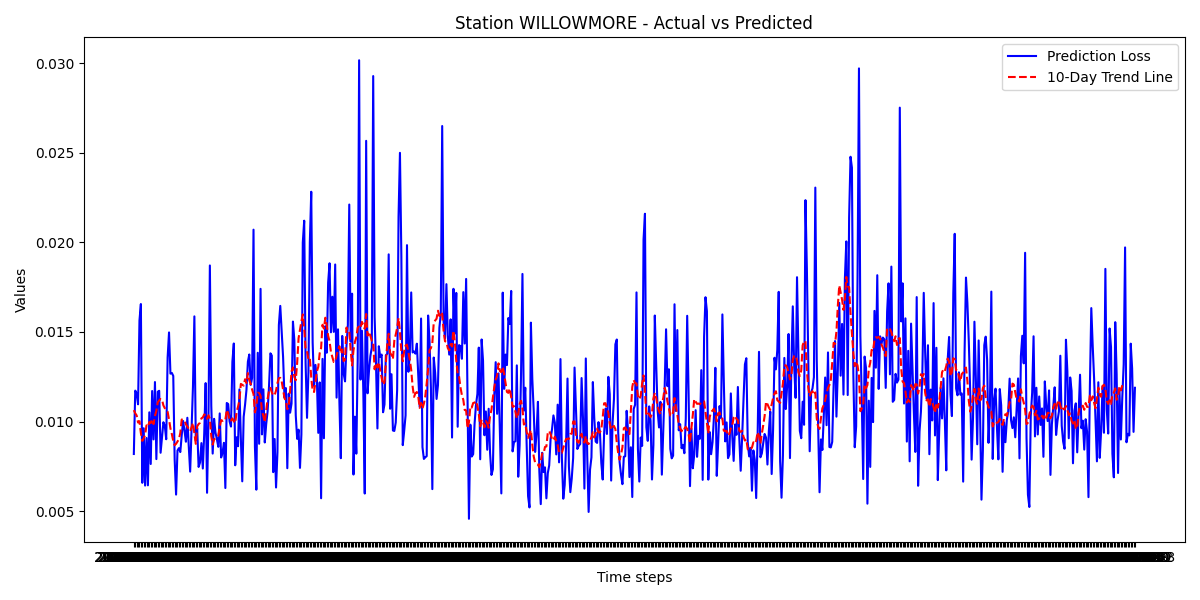 Station WILLOWMORE - Actual vs Predicted
Prediction Loss
10-Day Trend Line
0.030
0.025
0.020
0.015
0.010
0.005
Values
Time steps